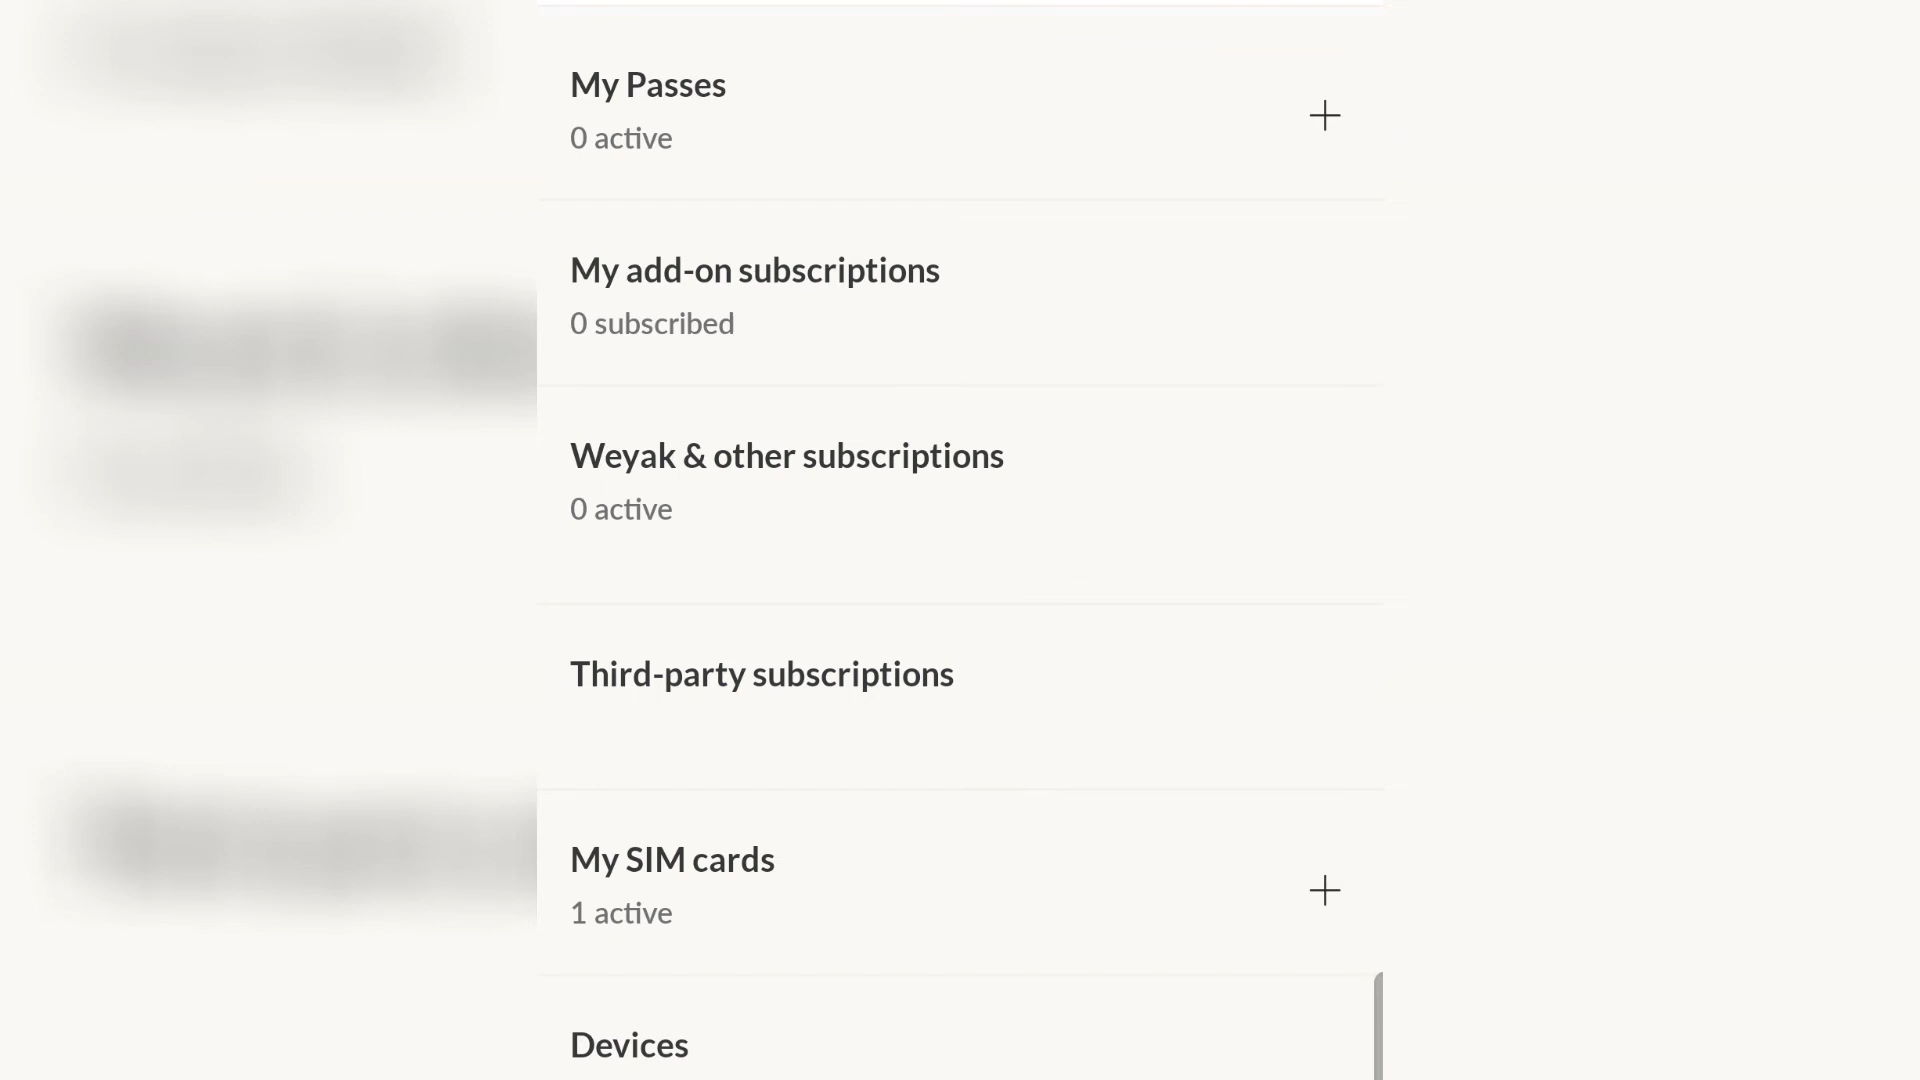 My Passes
0 active
My add-on subscriptions
0 subscribed
Weyak & other subscriptions
0 active
Third-party subscriptions
My SIM cards
1 active
Devices